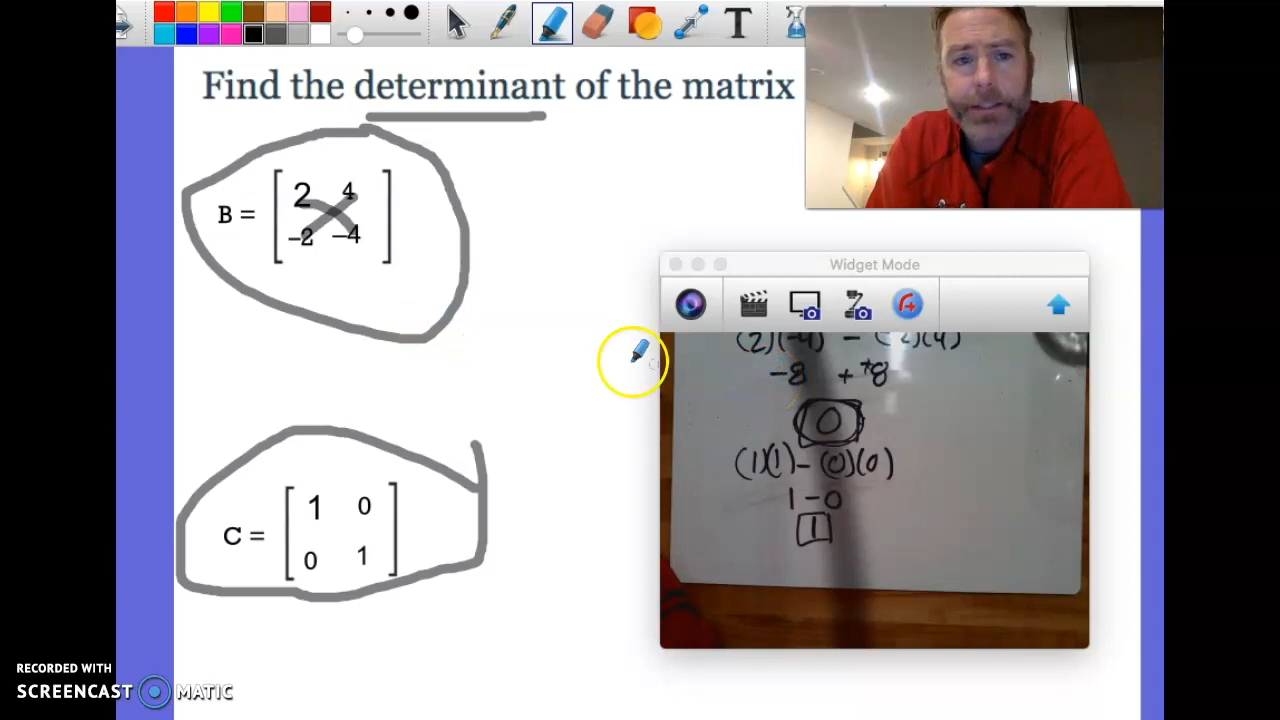 T
Find the determinant of the matrix
B = [ 2 4
-2 -4 ]
Widget Mode
(2)(-4) - (-2)(4)
-8 + +8
0
(1)(1) - (0)(0)
1 - 0
1
C = [ 1 0
0 1 ]
RECORDED WITH
SCREENCAST MATIC